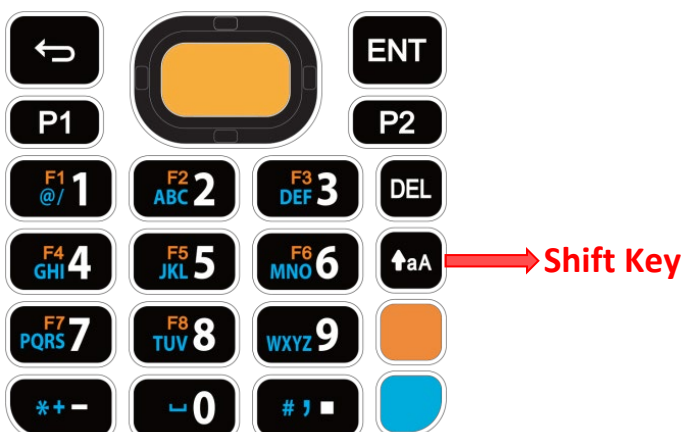 ENT
P1 P2
F1 @/ 1 F2 ABC 2 F3 DEF 3 DEL
F4 GHI 4 F5 JKL 5 F6 MNO 6 aA Shift Key
F7 PQRS 7 F8 TUV 8 WXYZ 9
*+- ␣ 0 # , .